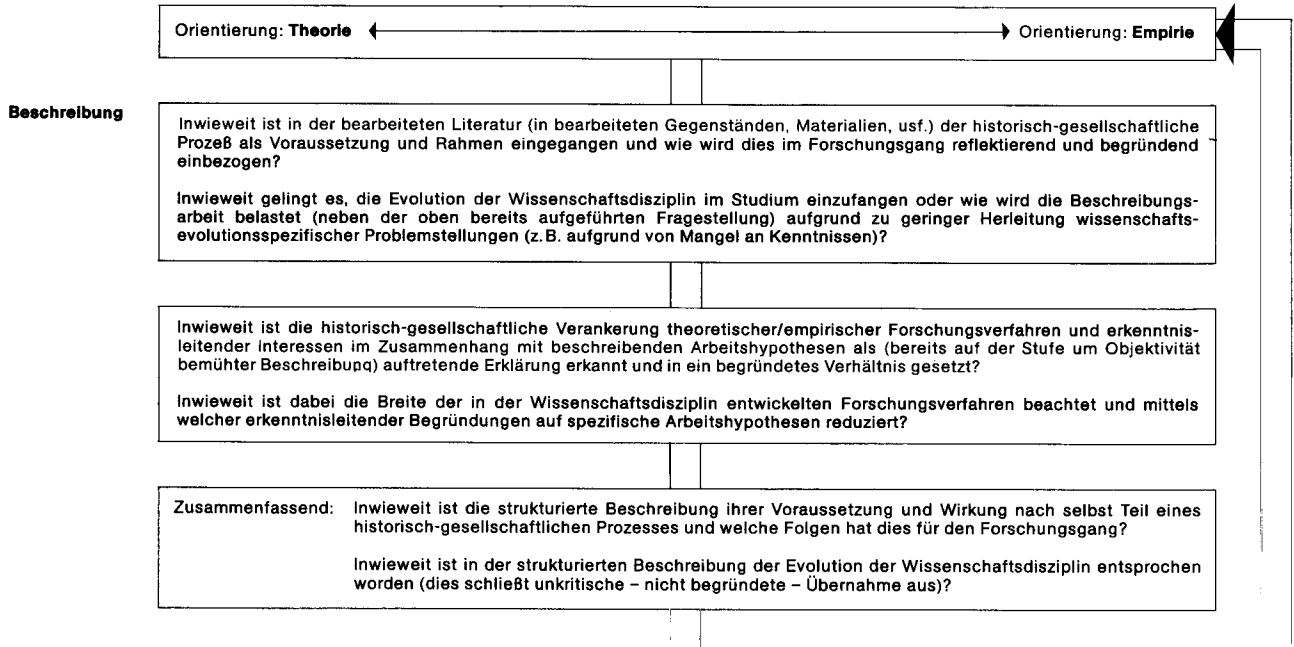 Orientierung: Theorie Orientierung: Empirie
Beschreibung
Inwieweit ist in der bearbeiteten Literatur (in bearbeiteten Gegenständen, Materialien, usf.) der historisch-gesellschaftliche
Prozeß als Voraussetzung und Rahmen eingegangen und wie wird dies im Forschungsgang reflektierend und begründend
einbezogen?
Inwieweit gelingt es, die Evolution der Wissenschaftsdisziplin im Studium einzufangen oder wie wird die Beschreibungs-
arbeit belastet (neben der oben bereits aufgeführten Fragestellung) aufgrund zu geringer Herleitung wissenschafts-
evolutionsspezifischer Problemstellungen (z.B. aufgrund von Mangel an Kenntnissen)?
Inwieweit ist die historisch-gesellschaftliche Verankerung theoretischer/empirischer Forschungsverfahren und erkenntnis-
leitender Interessen im Zusammenhang mit beschreibenden Arbeitshypothesen als (bereits auf der Stufe um Objektivität
bemühter Beschreibung) auftretende Erklärung erkannt und in ein begründetes Verhältnis gesetzt?
Inwieweit ist dabei die Breite der in der Wissenschaftsdisziplin entwickelten Forschungsverfahren beachtet und mittels
welcher erkenntnisleitender Begründungen auf spezifische Arbeitshypothesen reduziert?
Zusammenfassend: Inwieweit ist die strukturierte Beschreibung ihrer Voraussetzung und Wirkung nach selbst Teil eines
historisch-gesellschaftlichen Prozesses und welche Folgen hat dies für den Forschungsgang?
Inwieweit ist in der strukturierten Beschreibung der Evolution der Wissenschaftsdisziplin entsprochen
worden (dies schließt unkritische – nicht begründete – Übernahme aus)?